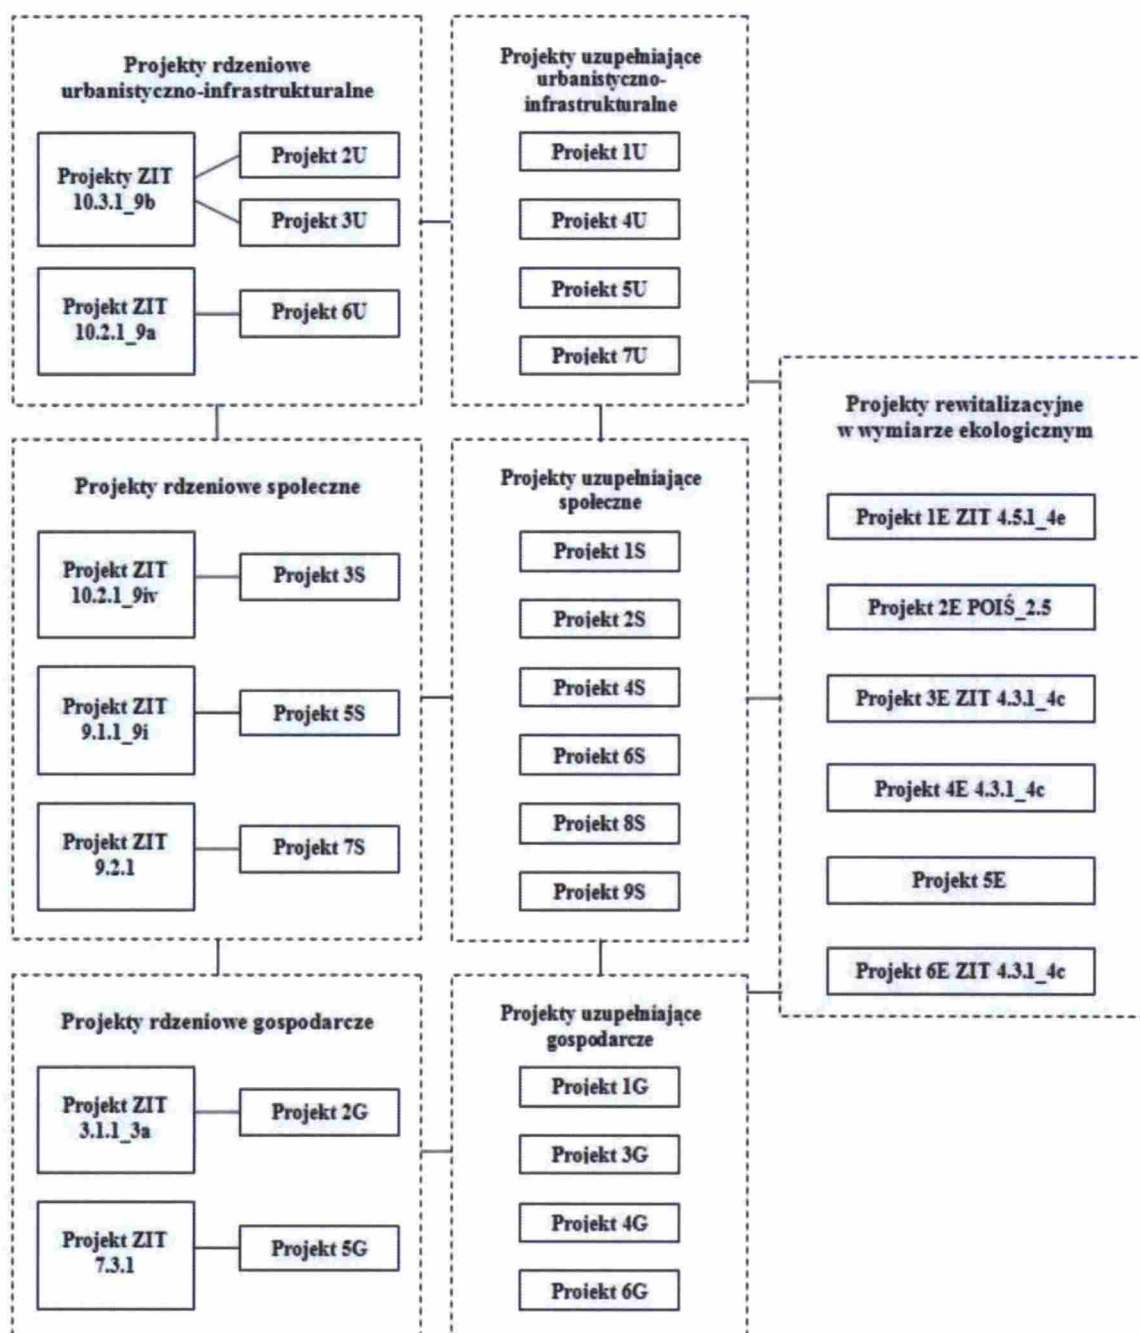 Projekty rdzeniowe
urbanistyczno-infrastrukturalne
Projekty ZIT
10.3.1_9b
Projekt 2U
Projekt 3U
Projekt ZIT
10.2.1_9a
Projekt 6U
Projekty uzupełniające
urbanistyczno-
infrastrukturalne
Projekt 1U
Projekt 4U
Projekt 5U
Projekt 7U
Projekty rdzeniowe społeczne
Projekt ZIT
10.2.1_9iv
Projekt 3S
Projekt ZIT
9.1.1_9i
Projekt 5S
Projekt ZIT
9.2.1
Projekt 7S
Projekty uzupełniające
społeczne
Projekt 1S
Projekt 2S
Projekt 4S
Projekt 6S
Projekt 8S
Projekt 9S
Projekty rdzeniowe gospodarcze
Projekt ZIT
3.1.1_3a
Projekt 2G
Projekt ZIT
7.3.1
Projekt 5G
Projekty uzupełniające
gospodarcze
Projekt 1G
Projekt 3G
Projekt 4G
Projekt 6G
Projekty rewitalizacyjne
w wymiarze ekologicznym
Projekt 1E ZIT 4.5.1_4e
Projekt 2E POIŚ_2.5
Projekt 3E ZIT 4.3.1_4c
Projekt 4E 4.3.1_4c
Projekt 5E
Projekt 6E ZIT 4.3.1_4c